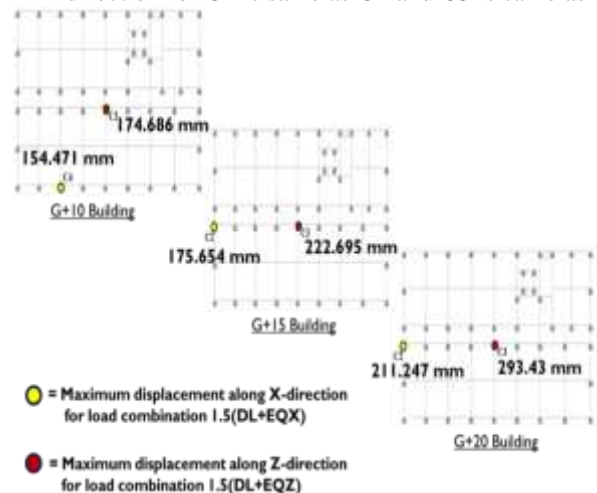 174.686 mm
154.471 mm
G+10 Building
175.654 mm
222.695 mm
G+15 Building
211.247 mm
293.43 mm
G+20 Building
= Maximum displacement along X-direction
for load combination 1.5(DL+EQX)
= Maximum displacement along Z-direction
for load combination 1.5(DL+EQZ)